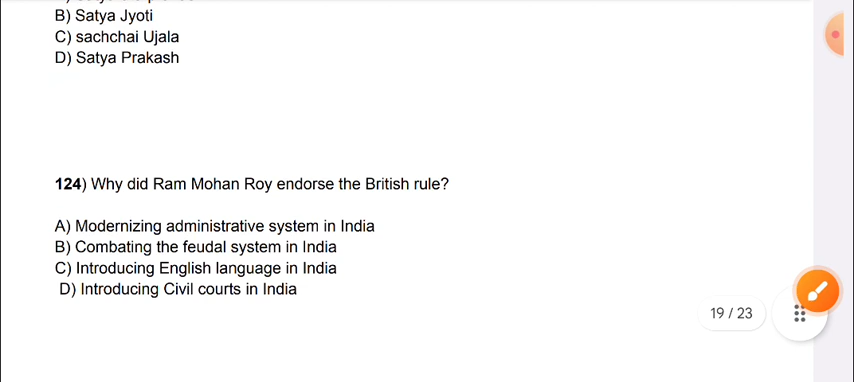 B) Satya Jyoti
C) sachchai Ujala
D) Satya Prakash
124) Why did Ram Mohan Roy endorse the British rule?
A) Modernizing administrative system in India
B) Combating the feudal system in India
C) Introducing English language in India
D) Introducing Civil courts in India
19 / 23